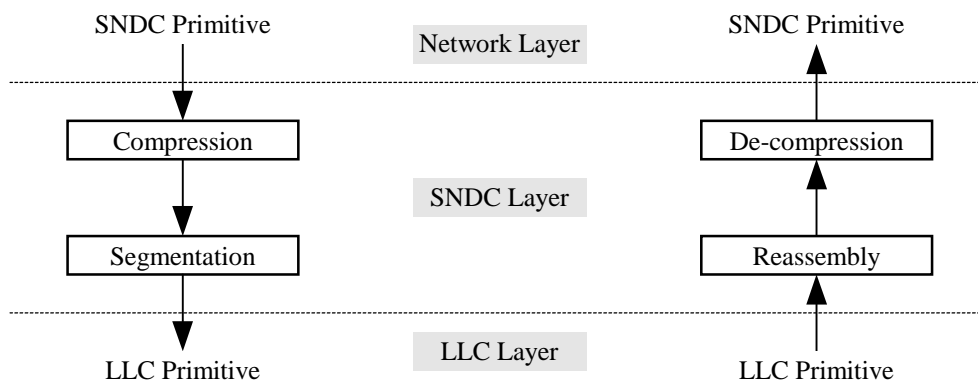 SNDC Primitive
Network Layer
SNDC Primitive
Compression
De-compression
SNDC Layer
Segmentation
Reassembly
LLC Primitive
LLC Layer
LLC Primitive